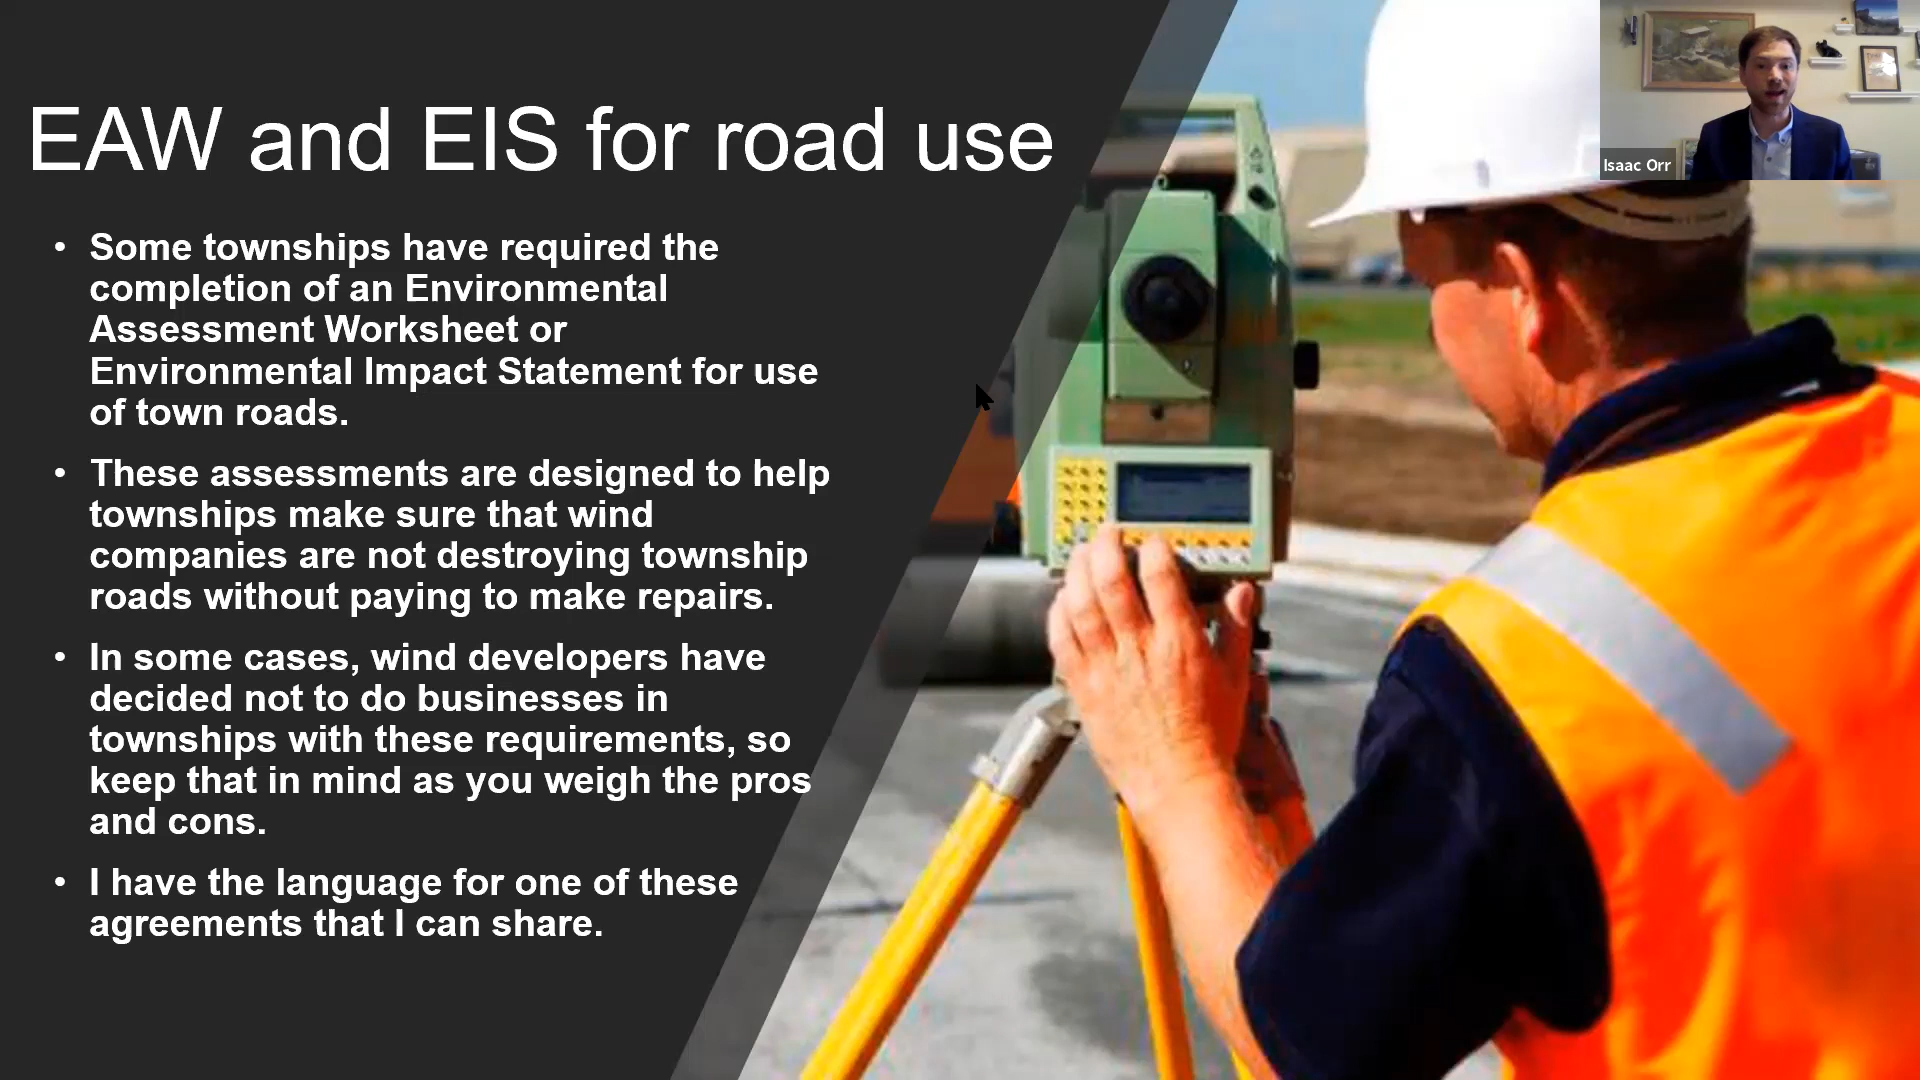 EAW and EIS for road use
Isaac Orr
• Some townships have required the
completion of an Environmental
Assessment Worksheet or
Environmental Impact Statement for use
of town roads.
• These assessments are designed to help
townships make sure that wind
companies are not destroying township
roads without paying to make repairs.
• In some cases, wind developers have
decided not to do businesses in
townships with these requirements, so
keep that in mind as you weigh the pros
and cons.
• I have the language for one of these
agreements that I can share.